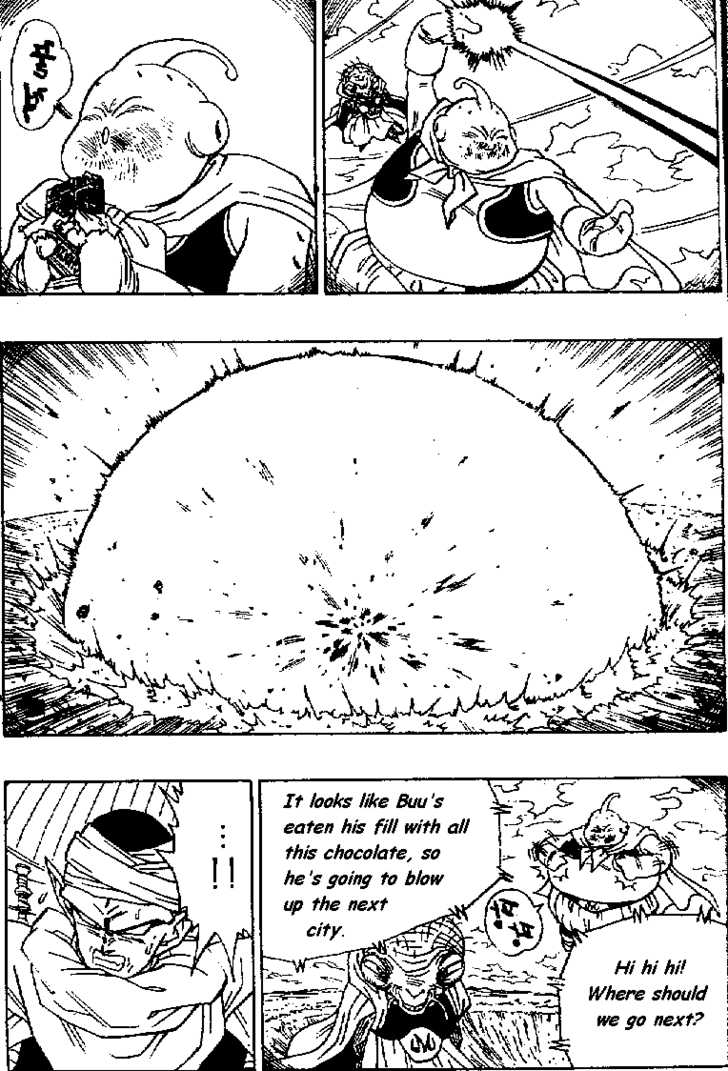 ...!!
It looks like Buu's
eaten his fill with all
this chocolate, so
he's going to blow
up the next
city.
Hi hi hi!
Where should
we go next?